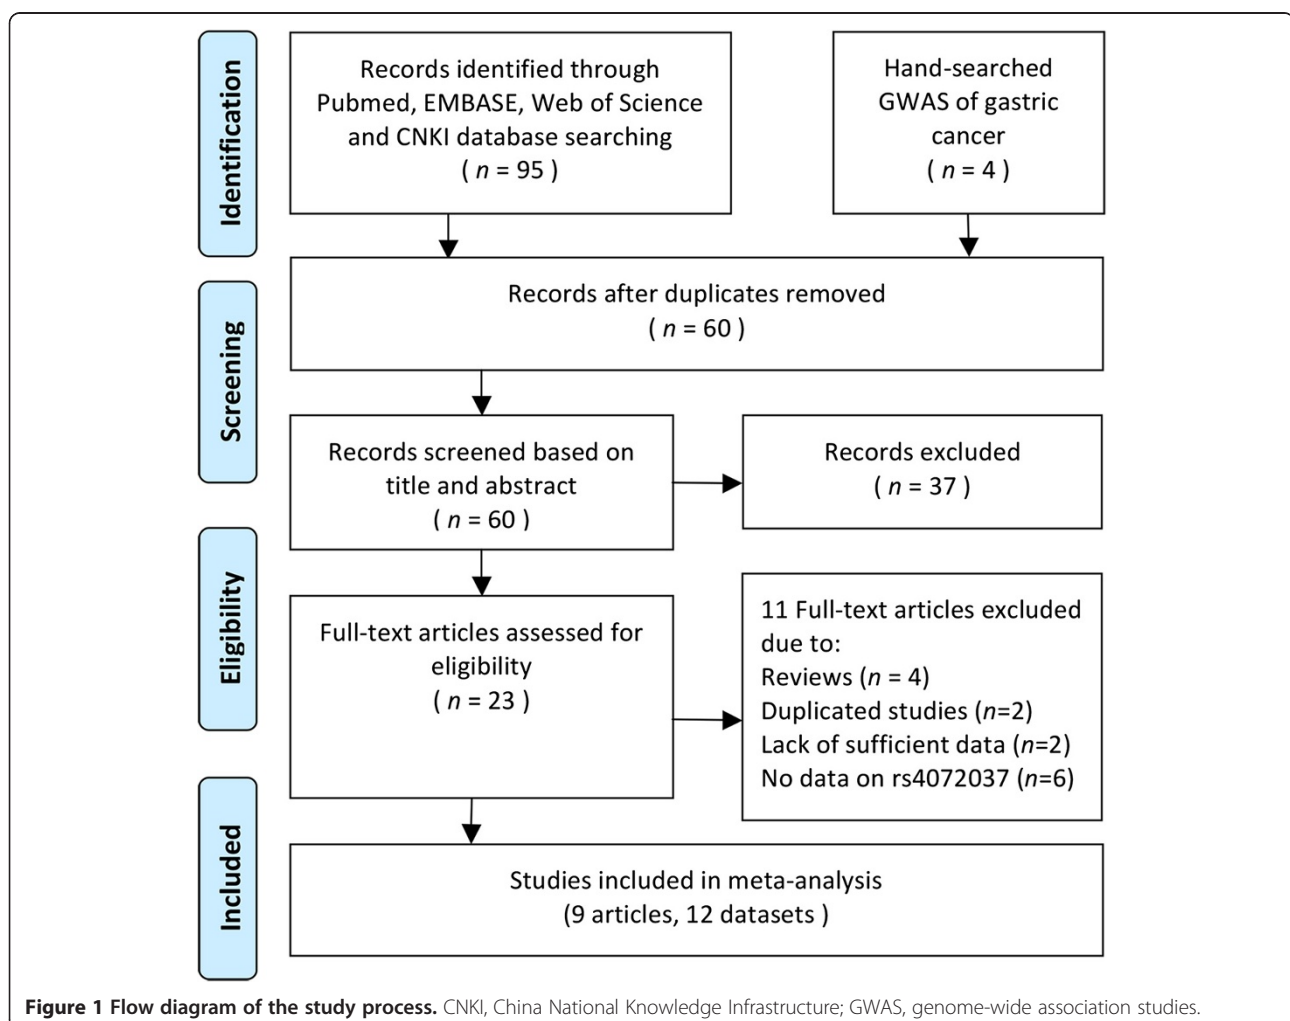 Identification
Records identified through
Pubmed, EMBASE, Web of Science
and CNKI database searching
( n = 95 )
Hand-searched
GWAS of gastric
cancer
( n = 4 )
Screening
Records after duplicates removed
( n = 60 )
Records screened based on
title and abstract
( n = 60 )
Records excluded
( n = 37 )
Eligibility
Full-text articles assessed for
eligibility
( n = 23 )
11 Full-text articles excluded
due to:
Reviews (n = 4)
Duplicated studies (n=2)
Lack of sufficient data (n=2)
No data on rs4072037 (n=6)
Included
Studies included in meta-analysis
(9 articles, 12 datasets )
Figure 1 Flow diagram of the study process. CNKI, China National Knowledge Infrastructure; GWAS, genome-wide association studies.